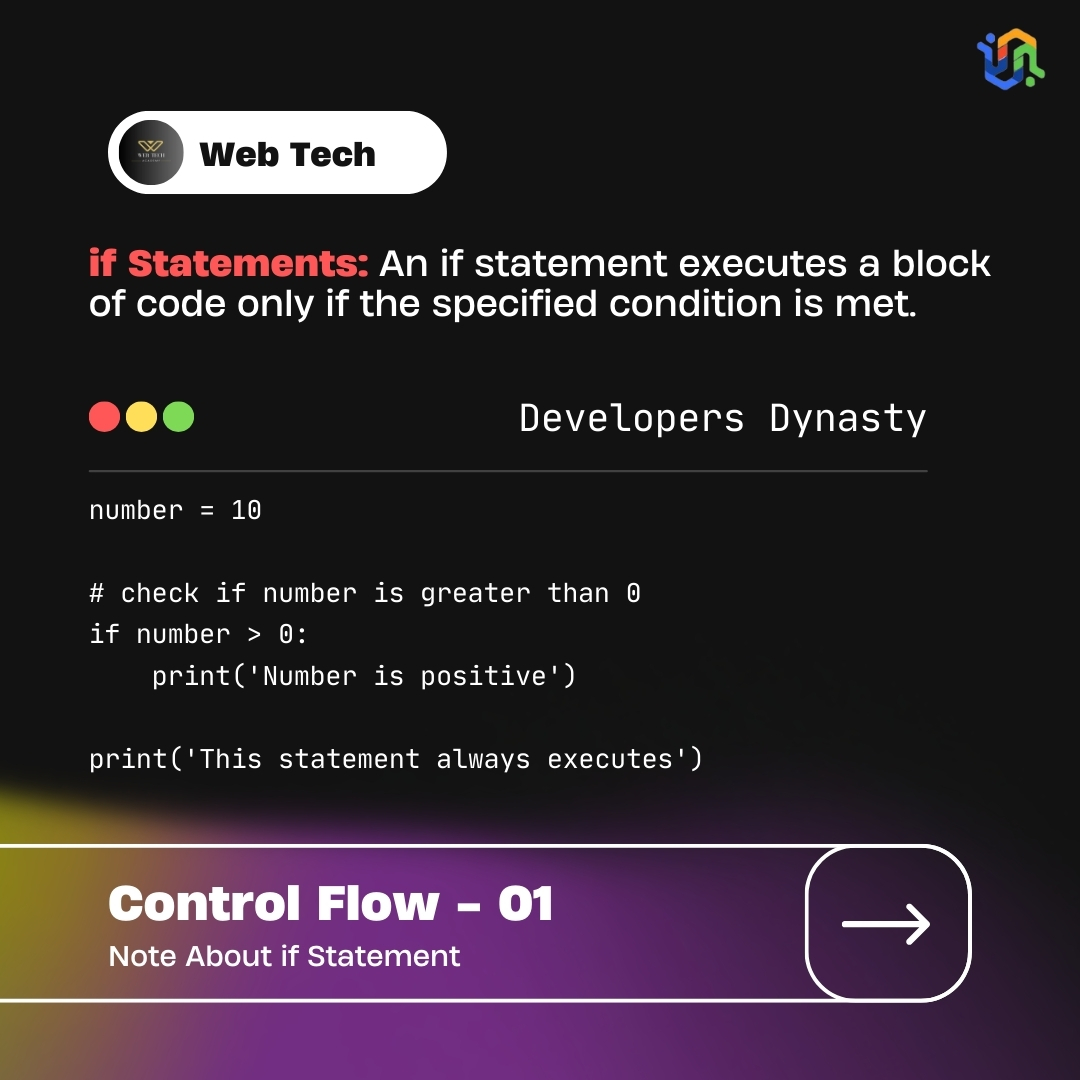 Web Tech
if Statements: An if statement executes a block
of code only if the specified condition is met.
Developers Dynasty
number = 10
# check if number is greater than 0
if number > 0:
    print('Number is positive')
print('This statement always executes')
Control Flow - 01
Note About if Statement